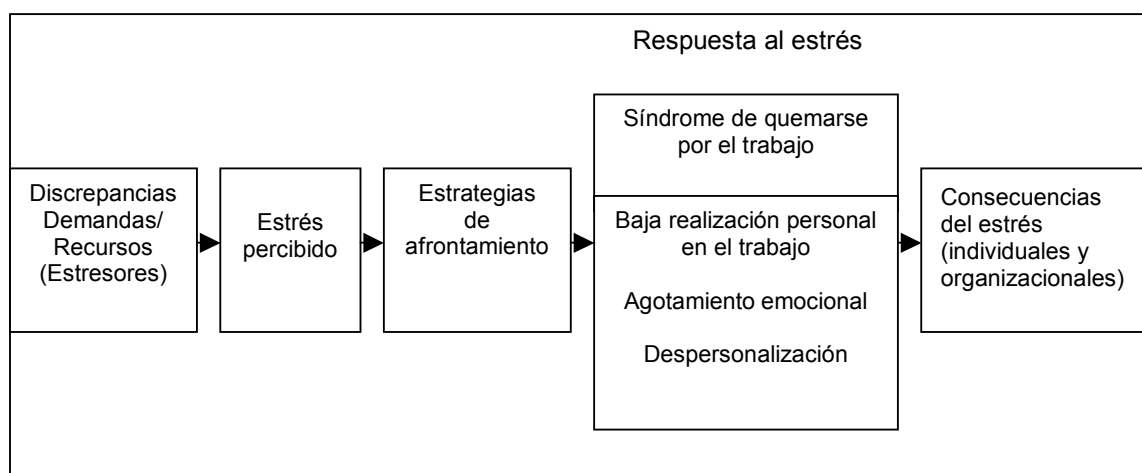 Respuesta al estrés
Discrepancias
Demandas/
Recursos
(Estresores)
Estrés
percibido
Estrategias
de
afrontamiento
Síndrome de quemarse
por el trabajo
Baja realización personal
en el trabajo
Agotamiento emocional
Despersonalización
Consecuencias
del estrés
(individuales y
organizacionales)